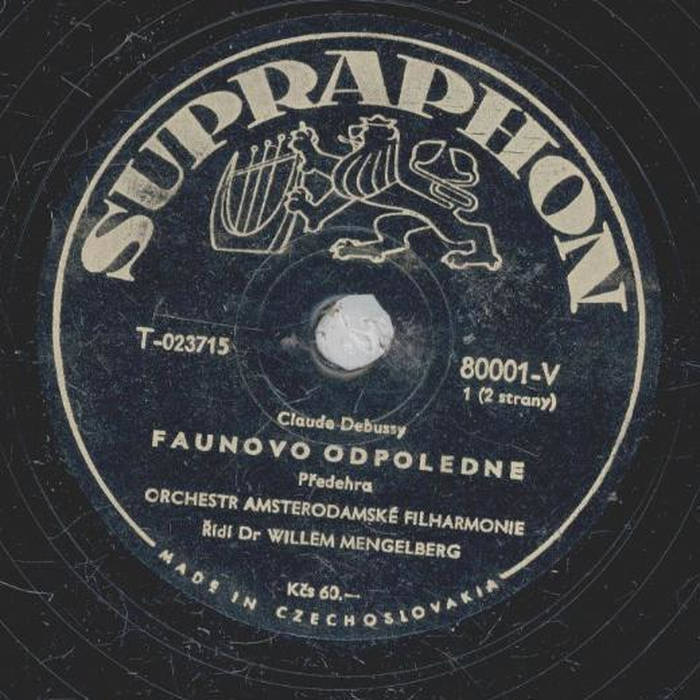 SUPRAPHON
T-023715
80001-V
1 (2 strany)
Claude Debussy
FAUNOVO ODPOLEDNE
Předehra
ORCHESTR AMSTERODAMSKÉ FILHARMONIE
Řídí Dr WILLEM MENGELBERG
Kčs 60.—
MADE IN CZECHOSLOVAKIA